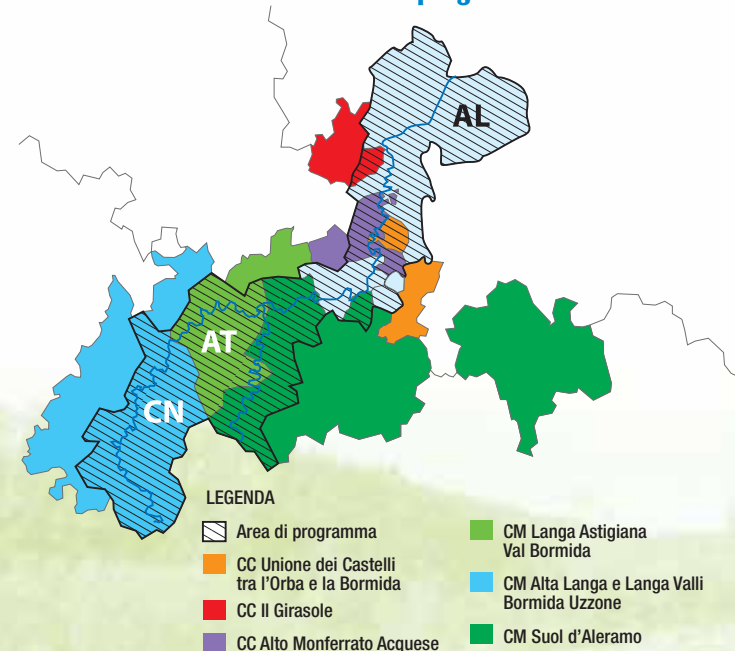 AL
AT
CN
LEGENDA
Area di programma
CC Unione dei Castelli
tra l'Orba e la Bormida
CC Il Girasole
CC Alto Monferrato Acquese
CM Langa Astigiana
Val Bormida
CM Alta Langa e Langa Valli
Bormida Uzzone
CM Suol d'Aleramo